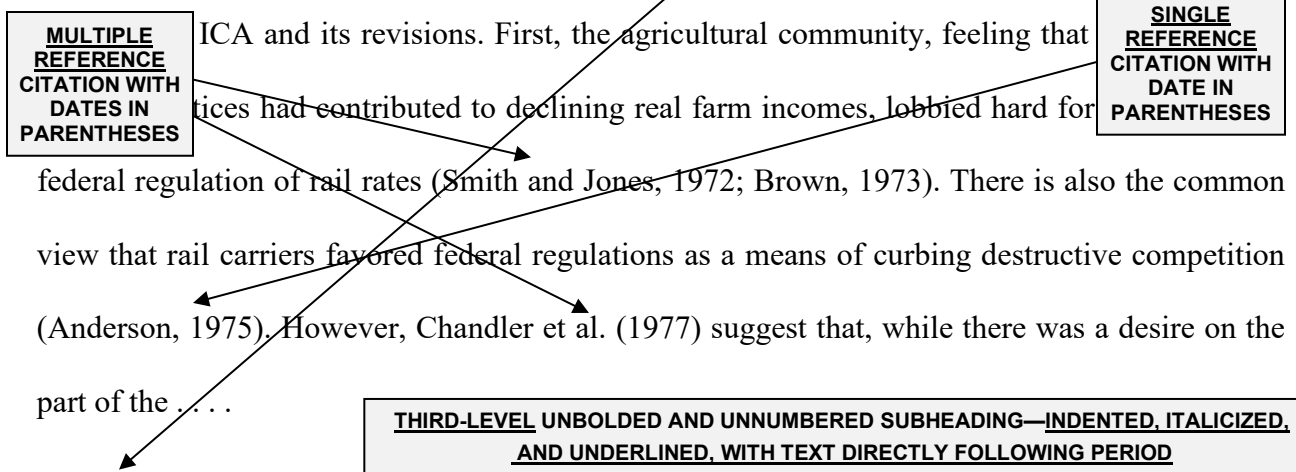 MULTIPLE
REFERENCE
CITATION WITH
DATES IN
PARENTHESES
SINGLE
REFERENCE
CITATION WITH
DATE IN
PARENTHESES
ICA and its revisions. First, the agricultural community, feeling that
tices had contributed to declining real farm incomes, lobbied hard for
federal regulation of rail rates (Smith and Jones, 1972; Brown, 1973). There is also the common
view that rail carriers favored federal regulations as a means of curbing destructive competition
(Anderson, 1975). However, Chandler et al. (1977) suggest that, while there was a desire on the
part of the . . . .
THIRD-LEVEL UNBOLDED AND UNNUMBERED SUBHEADING—INDENTED, ITALICIZED,
AND UNDERLINED, WITH TEXT DIRECTLY FOLLOWING PERIOD